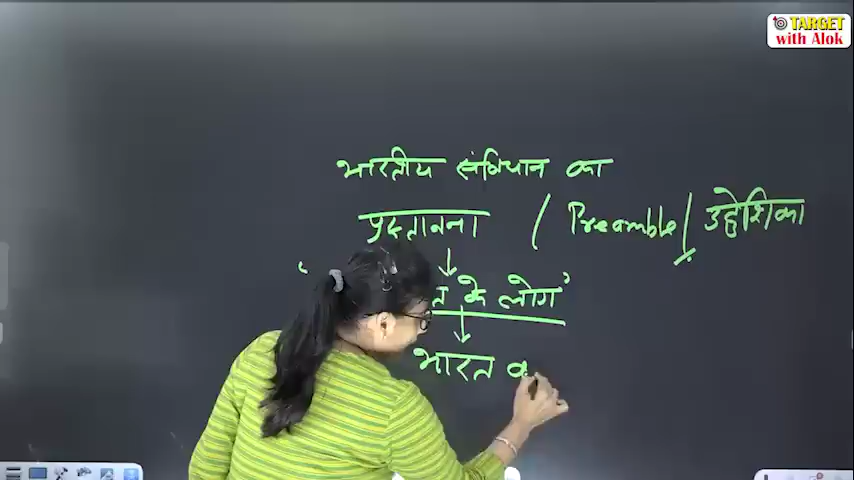 TARGET
with Alok
भारतीय संविधान का
प्रस्तावना / Preamble / उद्देशिका
के लोग'
भारत